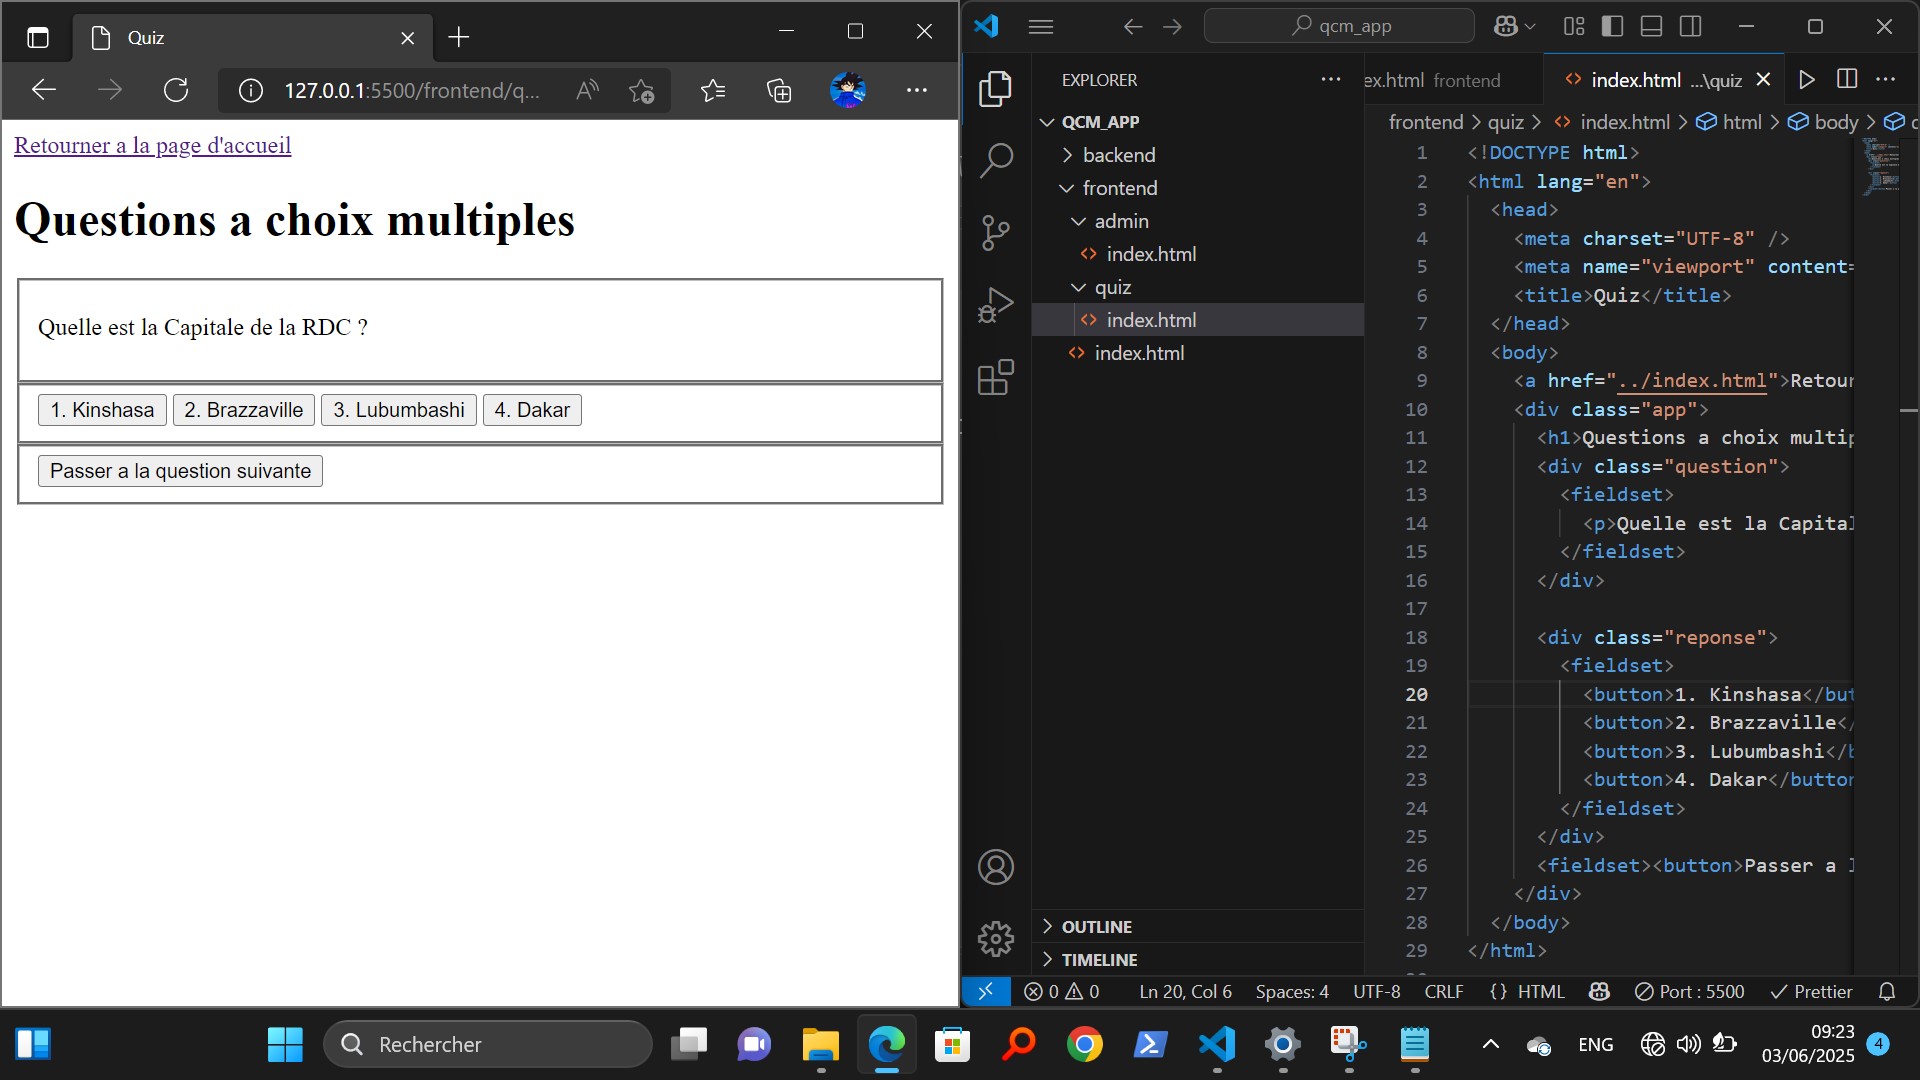 Quiz
127.0.0.1:5500/frontend/q...
Retourner a la page d'accueil
Questions a choix multiples
Quelle est la Capitale de la RDC ?
1. Kinshasa
2. Brazzaville
3. Lubumbashi
4. Dakar
Passer a la question suivante
qcm_app
EXPLORER
QCM_APP
backend
frontend
admin
index.html
quiz
index.html
index.html
OUTLINE
TIMELINE
ex.html frontend
index.html ...\quiz
frontend > quiz > index.html > html > body >
1 <!DOCTYPE html>
2 <html lang="en">
3 <head>
4 <meta charset="UTF-8" />
5 <meta name="viewport" content=
6 <title>Quiz</title>
7 </head>
8 <body>
9 <a href="../index.html">Retour
10 <div class="app">
11 <h1>Questions a choix multip
12 <div class="question">
13 <fieldset>
14 <p>Quelle est la Capital
15 </fieldset>
16 </div>
17
18 <div class="reponse">
19 <fieldset>
20 <button>1. Kinshasa</but
21 <button>2. Brazzaville</
22 <button>3. Lubumbashi</b
23 <button>4. Dakar</button
24 </fieldset>
25 </div>
26 <fieldset><button>Passer a l
27 </div>
28 </body>
29 </html>
0 0 Ln 20, Col 6 Spaces: 4 UTF-8 CRLF {} HTML Port : 5500 Prettier
Rechercher
ENG
09:23
03/06/2025
4